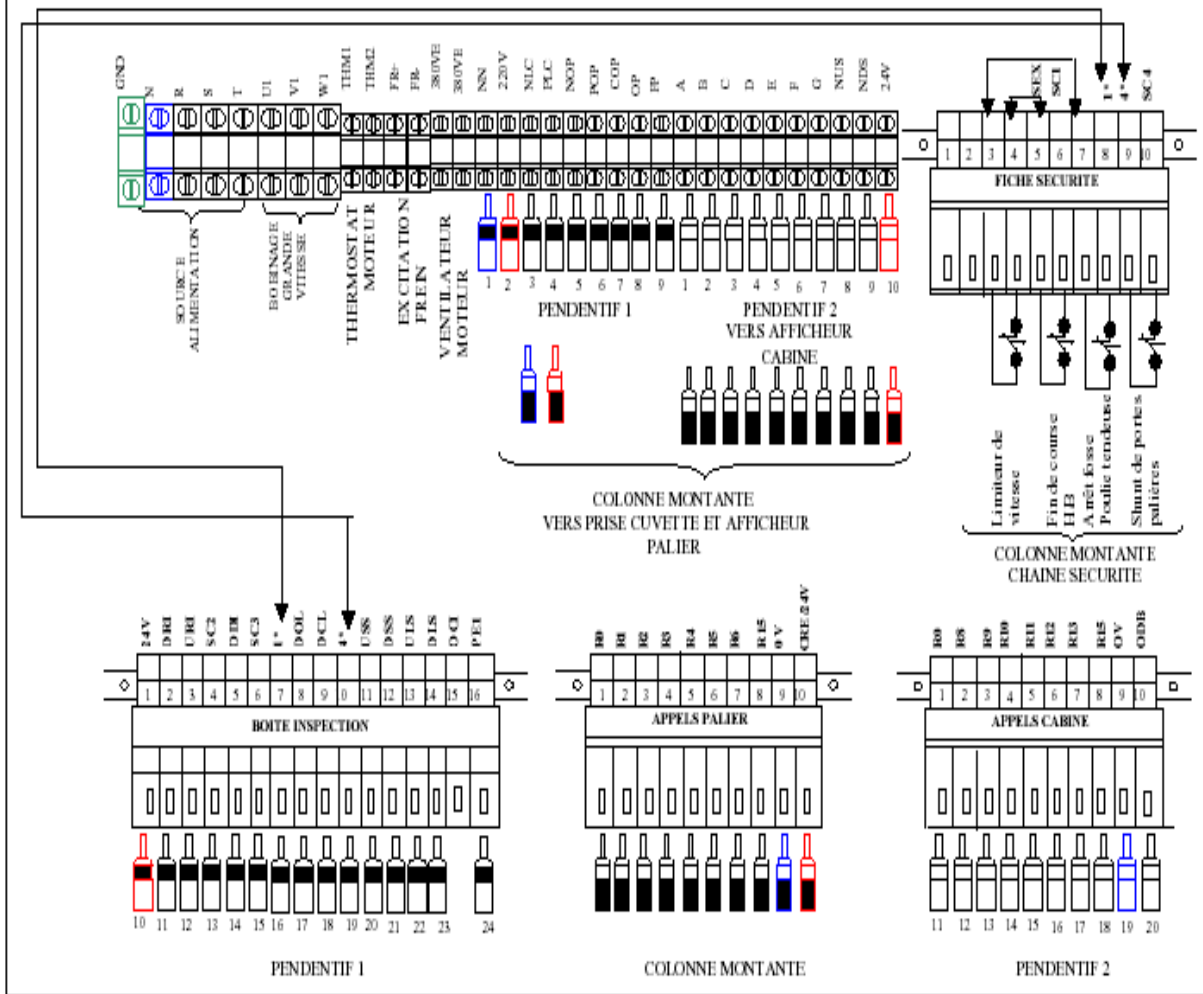 GND N R S T U1 V1 W1 THM1 THM2 FR+ FR- 380VE 380VE NN 220V NLC PLC NOP POP COP OP FP A B C D E F G NUS NDS 24V
SEX SC1 1* 4* SC4
1 2 3 4 5 6 7 8 9 10
FICHE SECURITE
SOURCE
ALIMENTATION
BOBINAGE
GRANDE
VITESSE
THERMOSTAT
MOTEUR
EXCITATION
FREIN
VENTILATEUR
MOTEUR
1 2 3 4 5 6 7 8 9 1 2 3 4 5 6 7 8 9 10
PENDENTIF 1
PENDENTIF 2
VERS AFFICHEUR
CABINE
COLONNE MONTANTE
VERS PRISE CUVETTE ET AFFICHEUR
PALIER
Limiteur de
vitesse
Fin de course
H.B
Arrêt fosse
Poulie tendeuse
Shunt de portes
palières
COLONNE MONTANTE
CHAINE SECURITE
24V DRI URI SC2 DDI SC3 1* DOL DCL 4* USS DSS ULS DLS OCI PE1
1 2 3 4 5 6 7 8 9 0 11 12 13 14 15 16
BOITE INSPECTION
10 11 12 13 14 15 16 17 18 19 20 21 22 23 24
PENDENTIF 1
R0 R1 R2 R3 R4 R5 R6 R15 0V CRE/24V
1 2 3 4 5 6 7 8 9 10
APPELS PALIER
COLONNE MONTANTE
R0 R8 R9 R10 R11 R12 R13 R15 OV ODB
1 2 3 4 5 6 7 8 9 10
APPELS CABINE
11 12 13 14 15 16 17 18 19 20
PENDENTIF 2